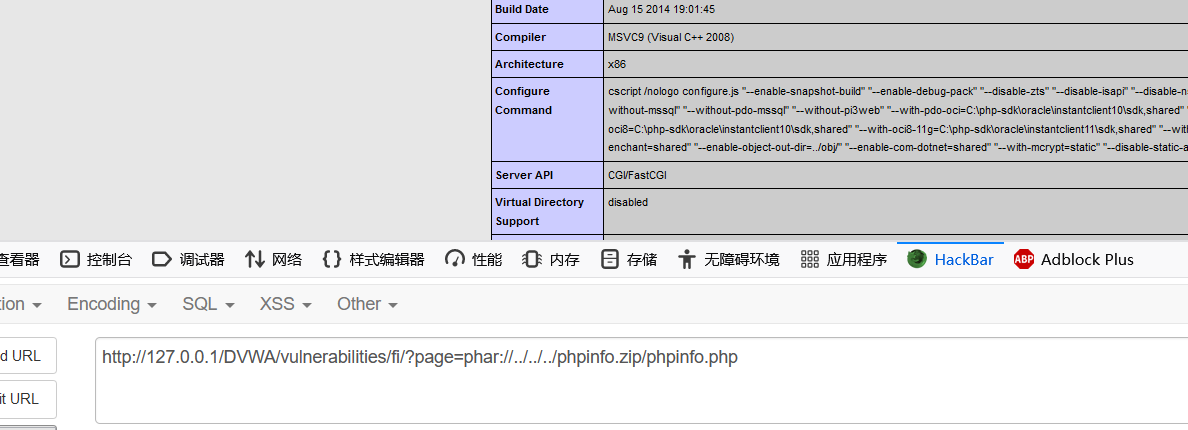 Build Date Aug 15 2014 19:01:45
Compiler MSVC9 (Visual C++ 2008)
Architecture x86
Configure Command cscript /nologo configure.js "--enable-snapshot-build" "--enable-debug-pack" "--disable-zts" "--disable-isapi" "--disable-n
without-mssql" "--without-pdo-mssql" "--without-pi3web" "--with-pdo-oci=C:\php-sdk\oracle\instantclient10\sdk,shared"
oci8=C:\php-sdk\oracle\instantclient10\sdk,shared" "--with-oci8-11g=C:\php-sdk\oracle\instantclient11\sdk,shared" "--wit
enchant=shared" "--enable-object-out-dir=../obj/" "--enable-com-dotnet=shared" "--with-mcrypt=static" "--disable-static-a
Server API CGI/FastCGI
Virtual Directory Support disabled
查看器 控制台 调试器 网络 样式编辑器 性能 内存 存储 无障碍环境 应用程序 HackBar ABP Adblock Plus
tion Encoding SQL XSS Other
d URL
http://127.0.0.1/DVWA/vulnerabilities/fi/?page=phar://../../../phpinfo.zip/phpinfo.php
it URL